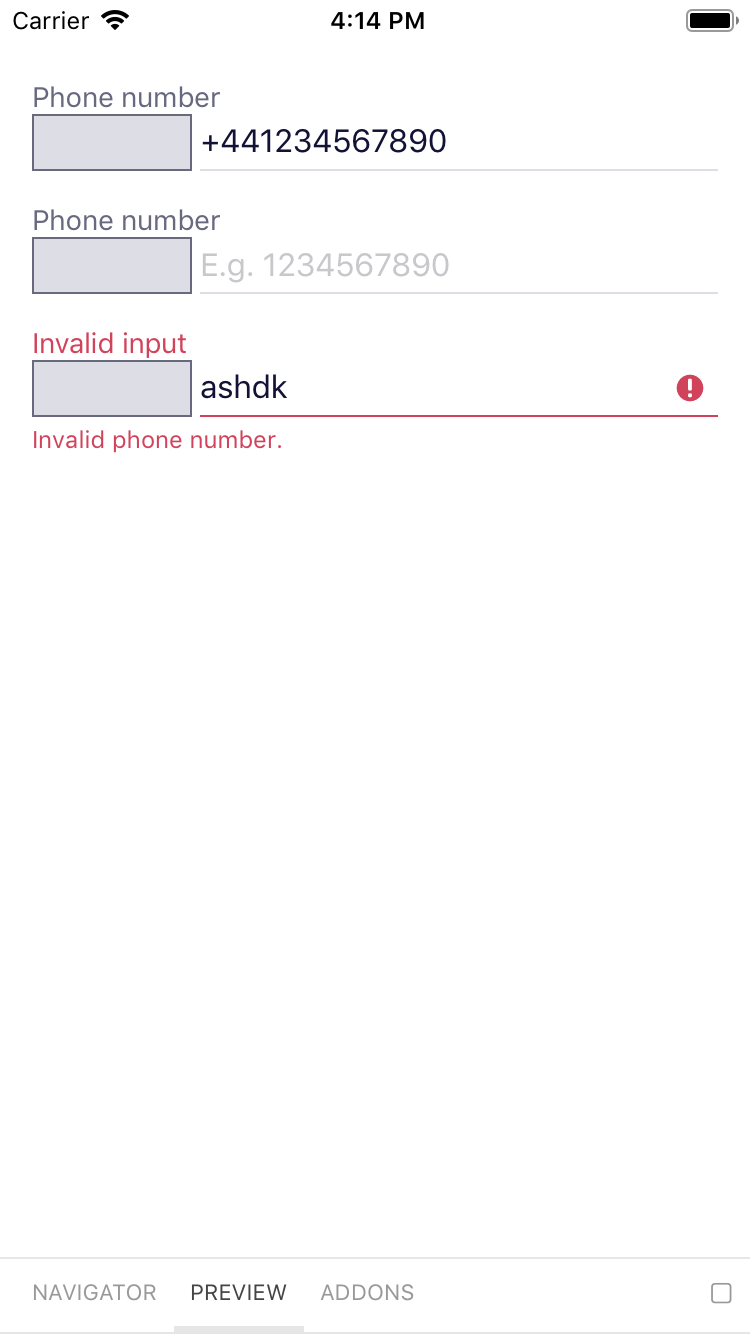 Carrier 4:14 PM
Phone number
+441234567890
Phone number
E.g. 1234567890
Invalid input
ashdk
Invalid phone number.
NAVIGATOR PREVIEW ADDONS